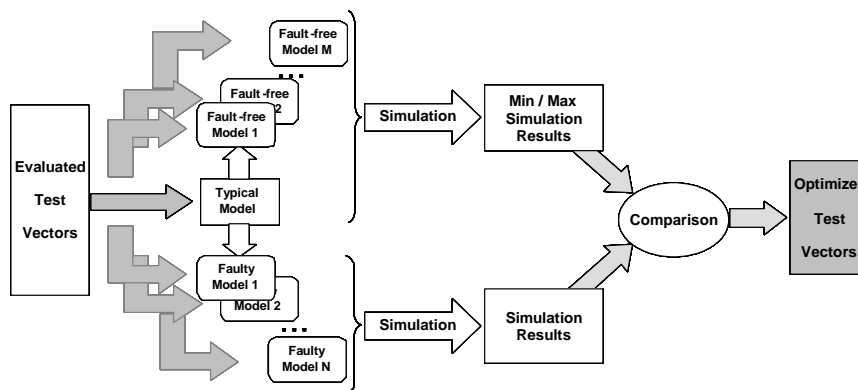 Evaluated
Test
Vectors
Fault-free
Model M
...
Fault-free
2
Fault-free
Model 1
Typical
Model
Faulty
Model 1
Model 2
...
Faulty
Model N
Simulation
Simulation
Min / Max
Simulation
Results
Simulation
Results
Comparison
Optimize
Test
Vectors